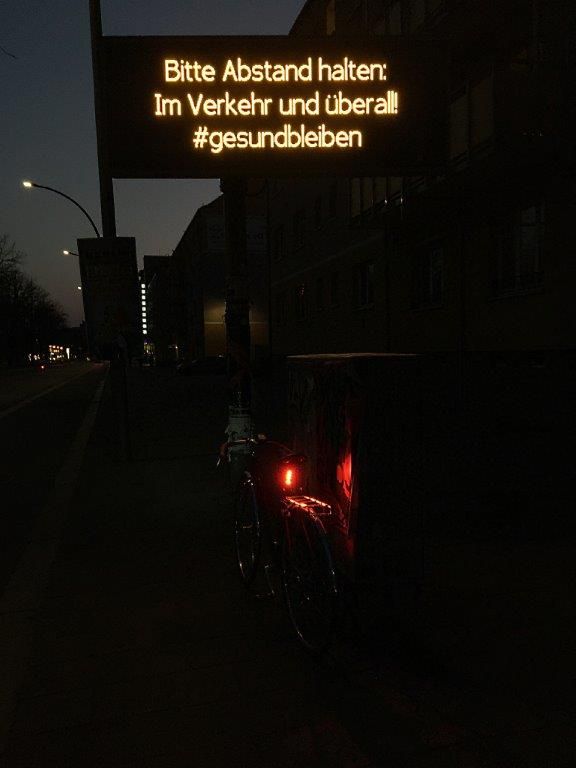 Bitte Abstand halten:
Im Verkehr und überall!
#gesundbleiben